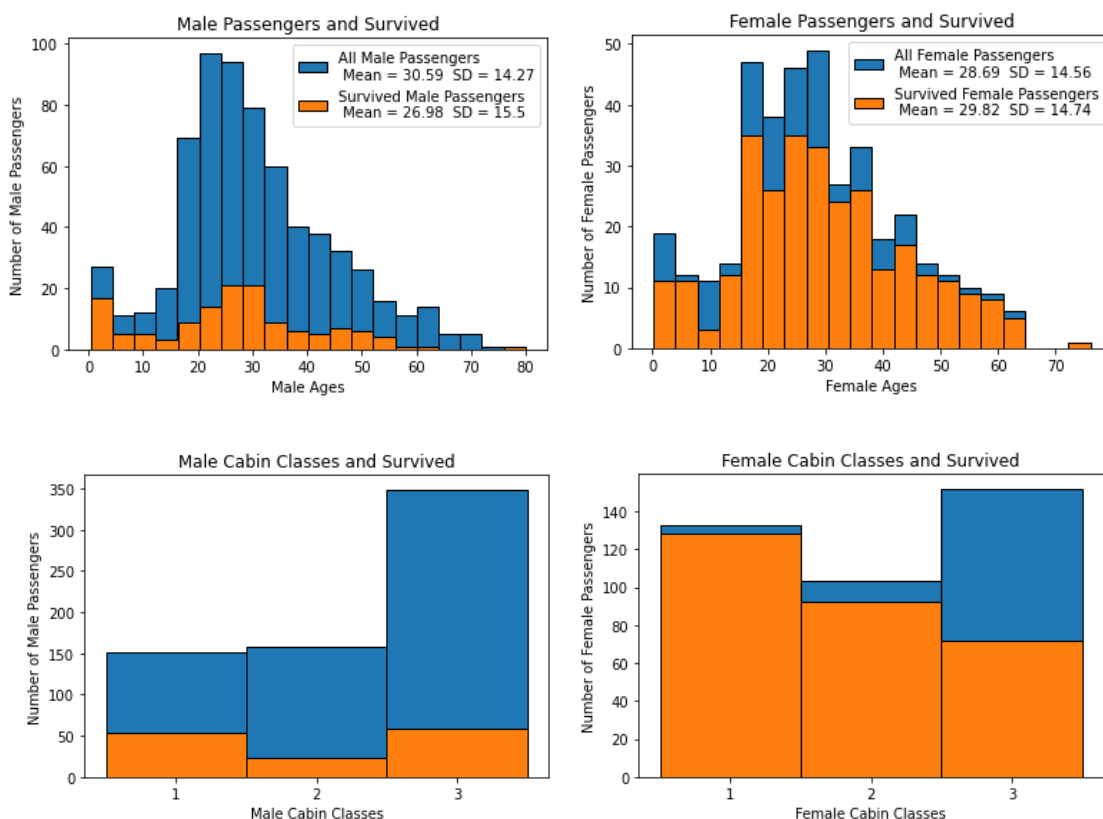 Male Passengers and Survived
100
80
60
40
20
0
Number of Male Passengers
All Male Passengers
Mean = 30.59 SD = 14.27
Survived Male Passengers
Mean = 26.98 SD = 15.5
0 10 20 30 40 50 60 70 80
Male Ages
Female Passengers and Survived
50
40
30
20
10
0
Number of Female Passengers
All Female Passengers
Mean = 28.69 SD = 14.56
Survived Female Passengers
Mean = 29.82 SD = 14.74
0 10 20 30 40 50 60 70
Female Ages
Male Cabin Classes and Survived
350
300
250
200
150
100
50
0
Number of Male Passengers
1 2 3
Male Cabin Classes
Female Cabin Classes and Survived
140
120
100
80
60
40
20
0
Number of Female Passengers
1 2 3
Female Cabin Classes